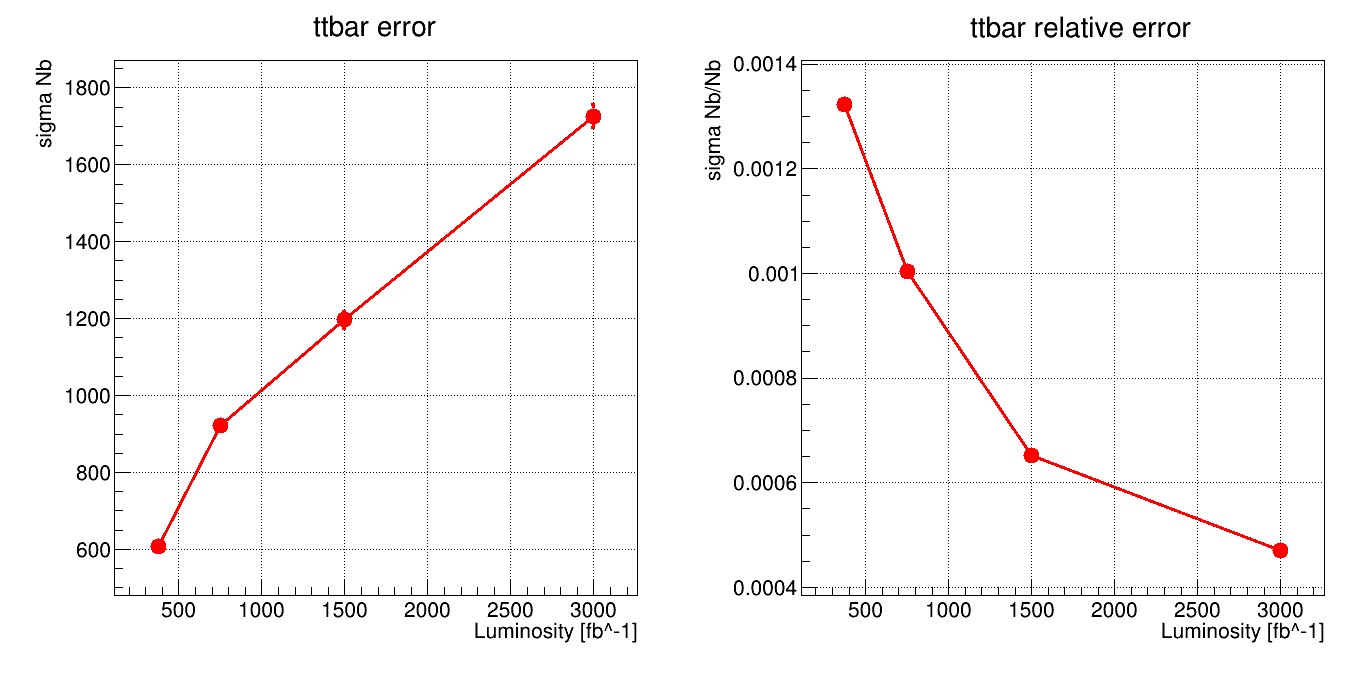 ttbar error
sigma Nb
1800
1600
1400
1200
1000
800
600
500 1000 1500 2000 2500 3000
Luminosity [fb^-1]
ttbar relative error
sigma Nb/Nb
0.0014
0.0012
0.001
0.0008
0.0006
0.0004
500 1000 1500 2000 2500 3000
Luminosity [fb^-1]